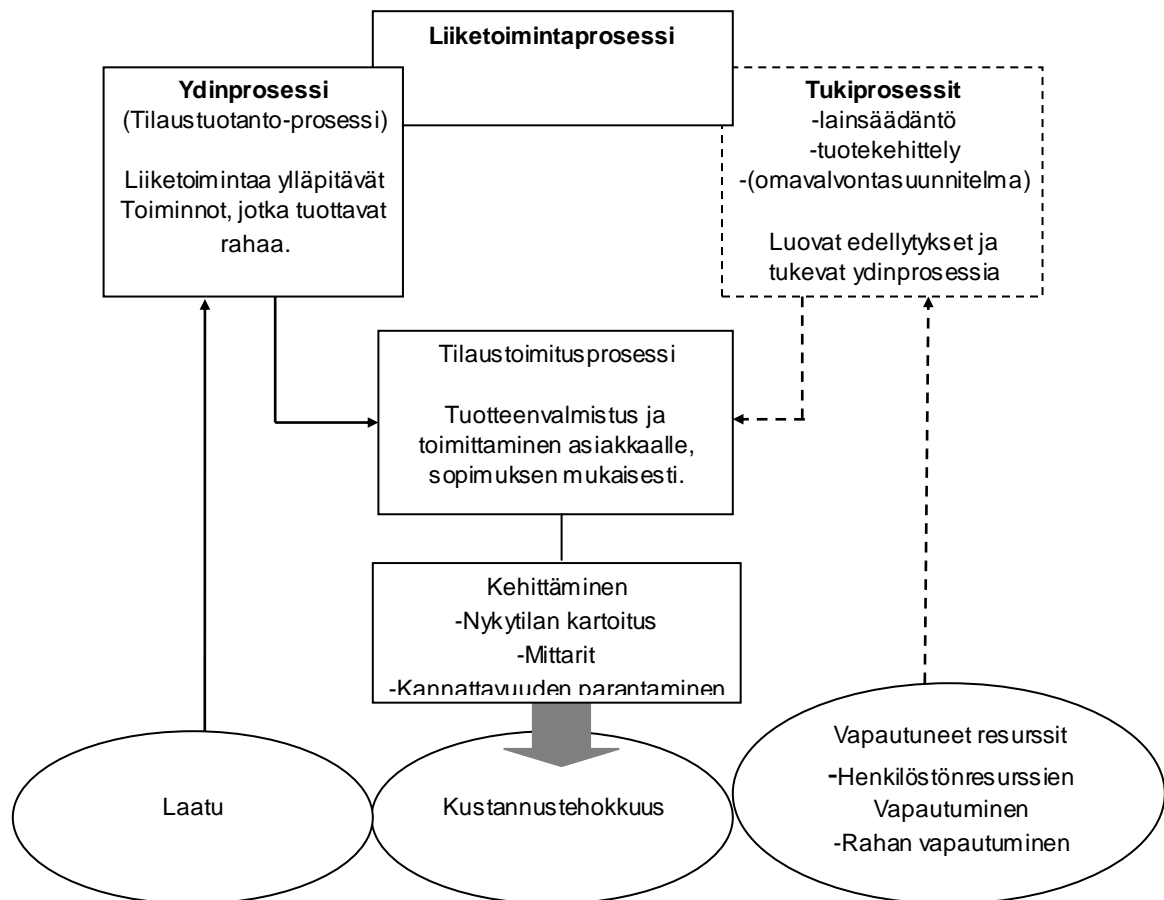 Liiketoimintaprosessi
Ydinprosessi
(Tilaustuotanto-prosessi)
Liiketoimintaa ylläpitävät
Toiminnot, jotka tuottavat
rahaa.
Tukiprosessit
-lainsäädäntö
-tuotekehittely
-(omavalvontasuunnitelma)
Luovat edellytykset ja
tukevat ydinprosessia
Tilaustoimitusprosessi
Tuotteenvalmistus ja
toimittaminen asiakkaalle,
sopimuksen mukaisesti.
Kehittäminen
-Nykytilan kartoitus
-Mittarit
-Kannattavuuden parantaminen
Laatu
Kustannustehokkuus
Vapautuneet resurssit
-Henkilöstönresurssien
Vapautuminen
-Rahan vapautuminen